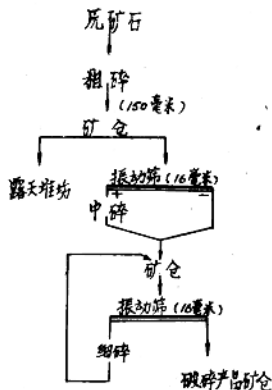 原矿石
粗碎
(150毫米)
矿仓
露天堆坊
振动筛(16毫米)
+
-
中碎
矿仓
振动筛(16毫米)
细碎
破碎产品矿仓